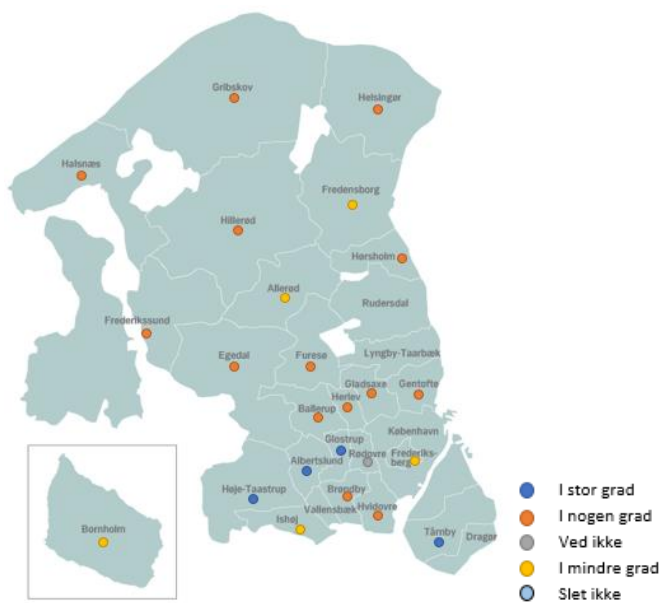 Gribskov
Helsingør
Halsnæs
Fredensborg
Hillerød
Hørsholm
Allerød
Rudersdal
Frederikssund
Lyngby-Taarbæk
Egedal
Furesø
Gladsaxe
Gentofte
Herlev
Ballerup
København
Glostrup
Rødovre
Frederiks-
berg
Albertslund
Høje-Taastrup
Brøndby
Vallensbæk
Hvidovre
Ishøj
Bornholm
Tårnby
Dragør
I stor grad
I nogen grad
Ved ikke
I mindre grad
Slet ikke